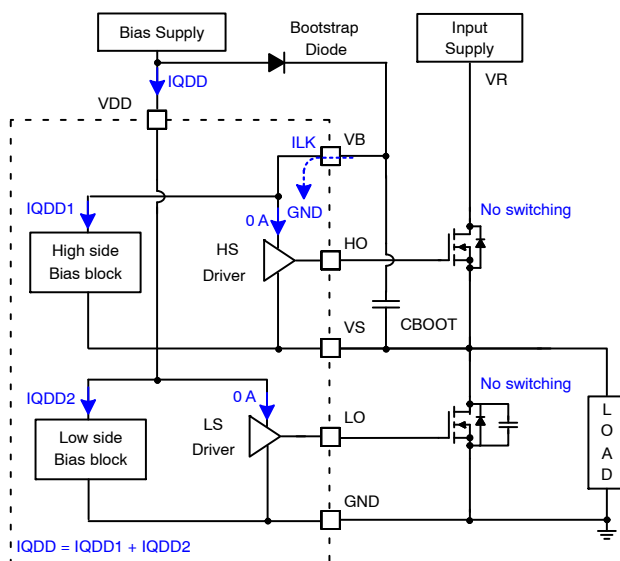 Bias Supply
Bootstrap
Diode
Input
Supply
IQDD
VR
VDD
ILK
VB
IQDD1
GND
No switching
0 A
High side
Bias block
HS
Driver
HO
VS
CBOOT
IQDD2
0 A
No switching
LO
Low side
Bias block
LS
Driver
L
O
A
D
GND
IQDD = IQDD1 + IQDD2